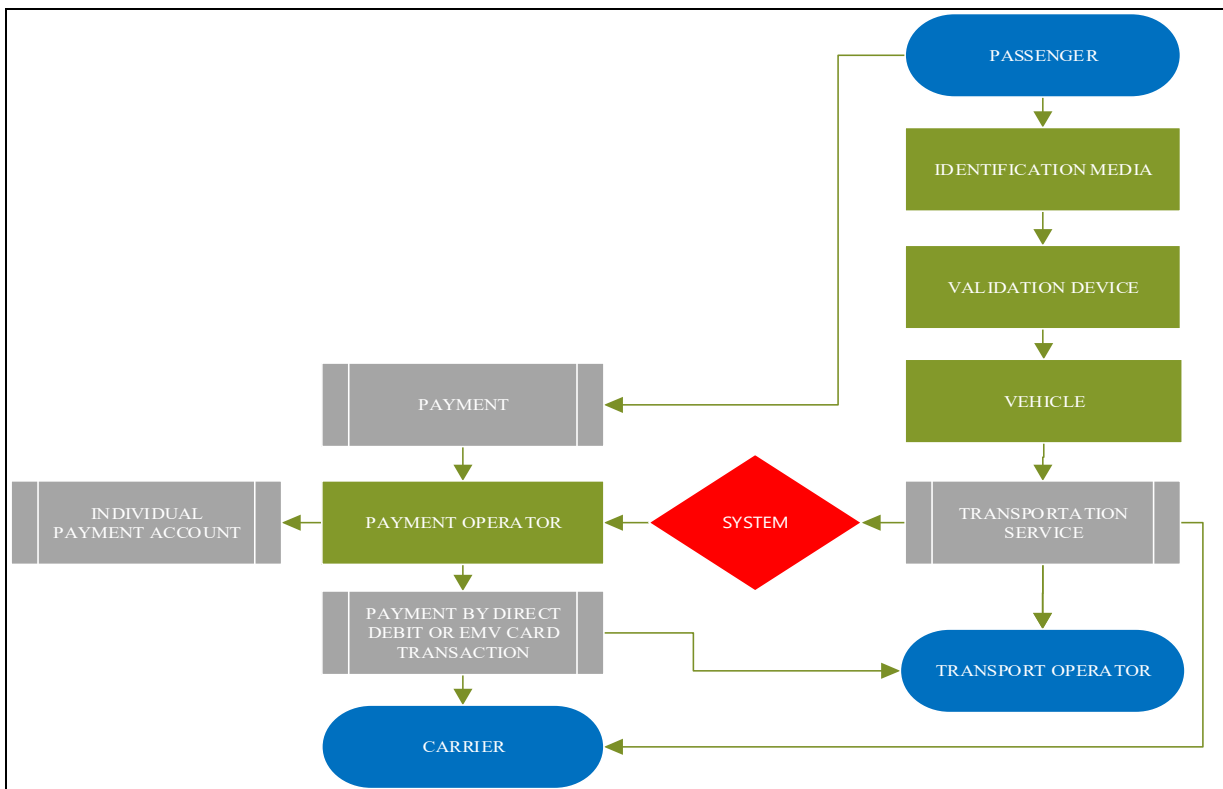 PASSENGER
IDENTIFICATION MEDIA
VALIDATION DEVICE
VEHICLE
PAYMENT
INDIVIDUAL
PAYMENT ACCOUNT
PAYMENT OPERATOR
SYSTEM
TRANSPORTATION
SERVICE
PAYMENT BY DIRECT
DEBIT OR EMV CARD
TRANSACTION
TRANSPORT OPERATOR
CARRIER